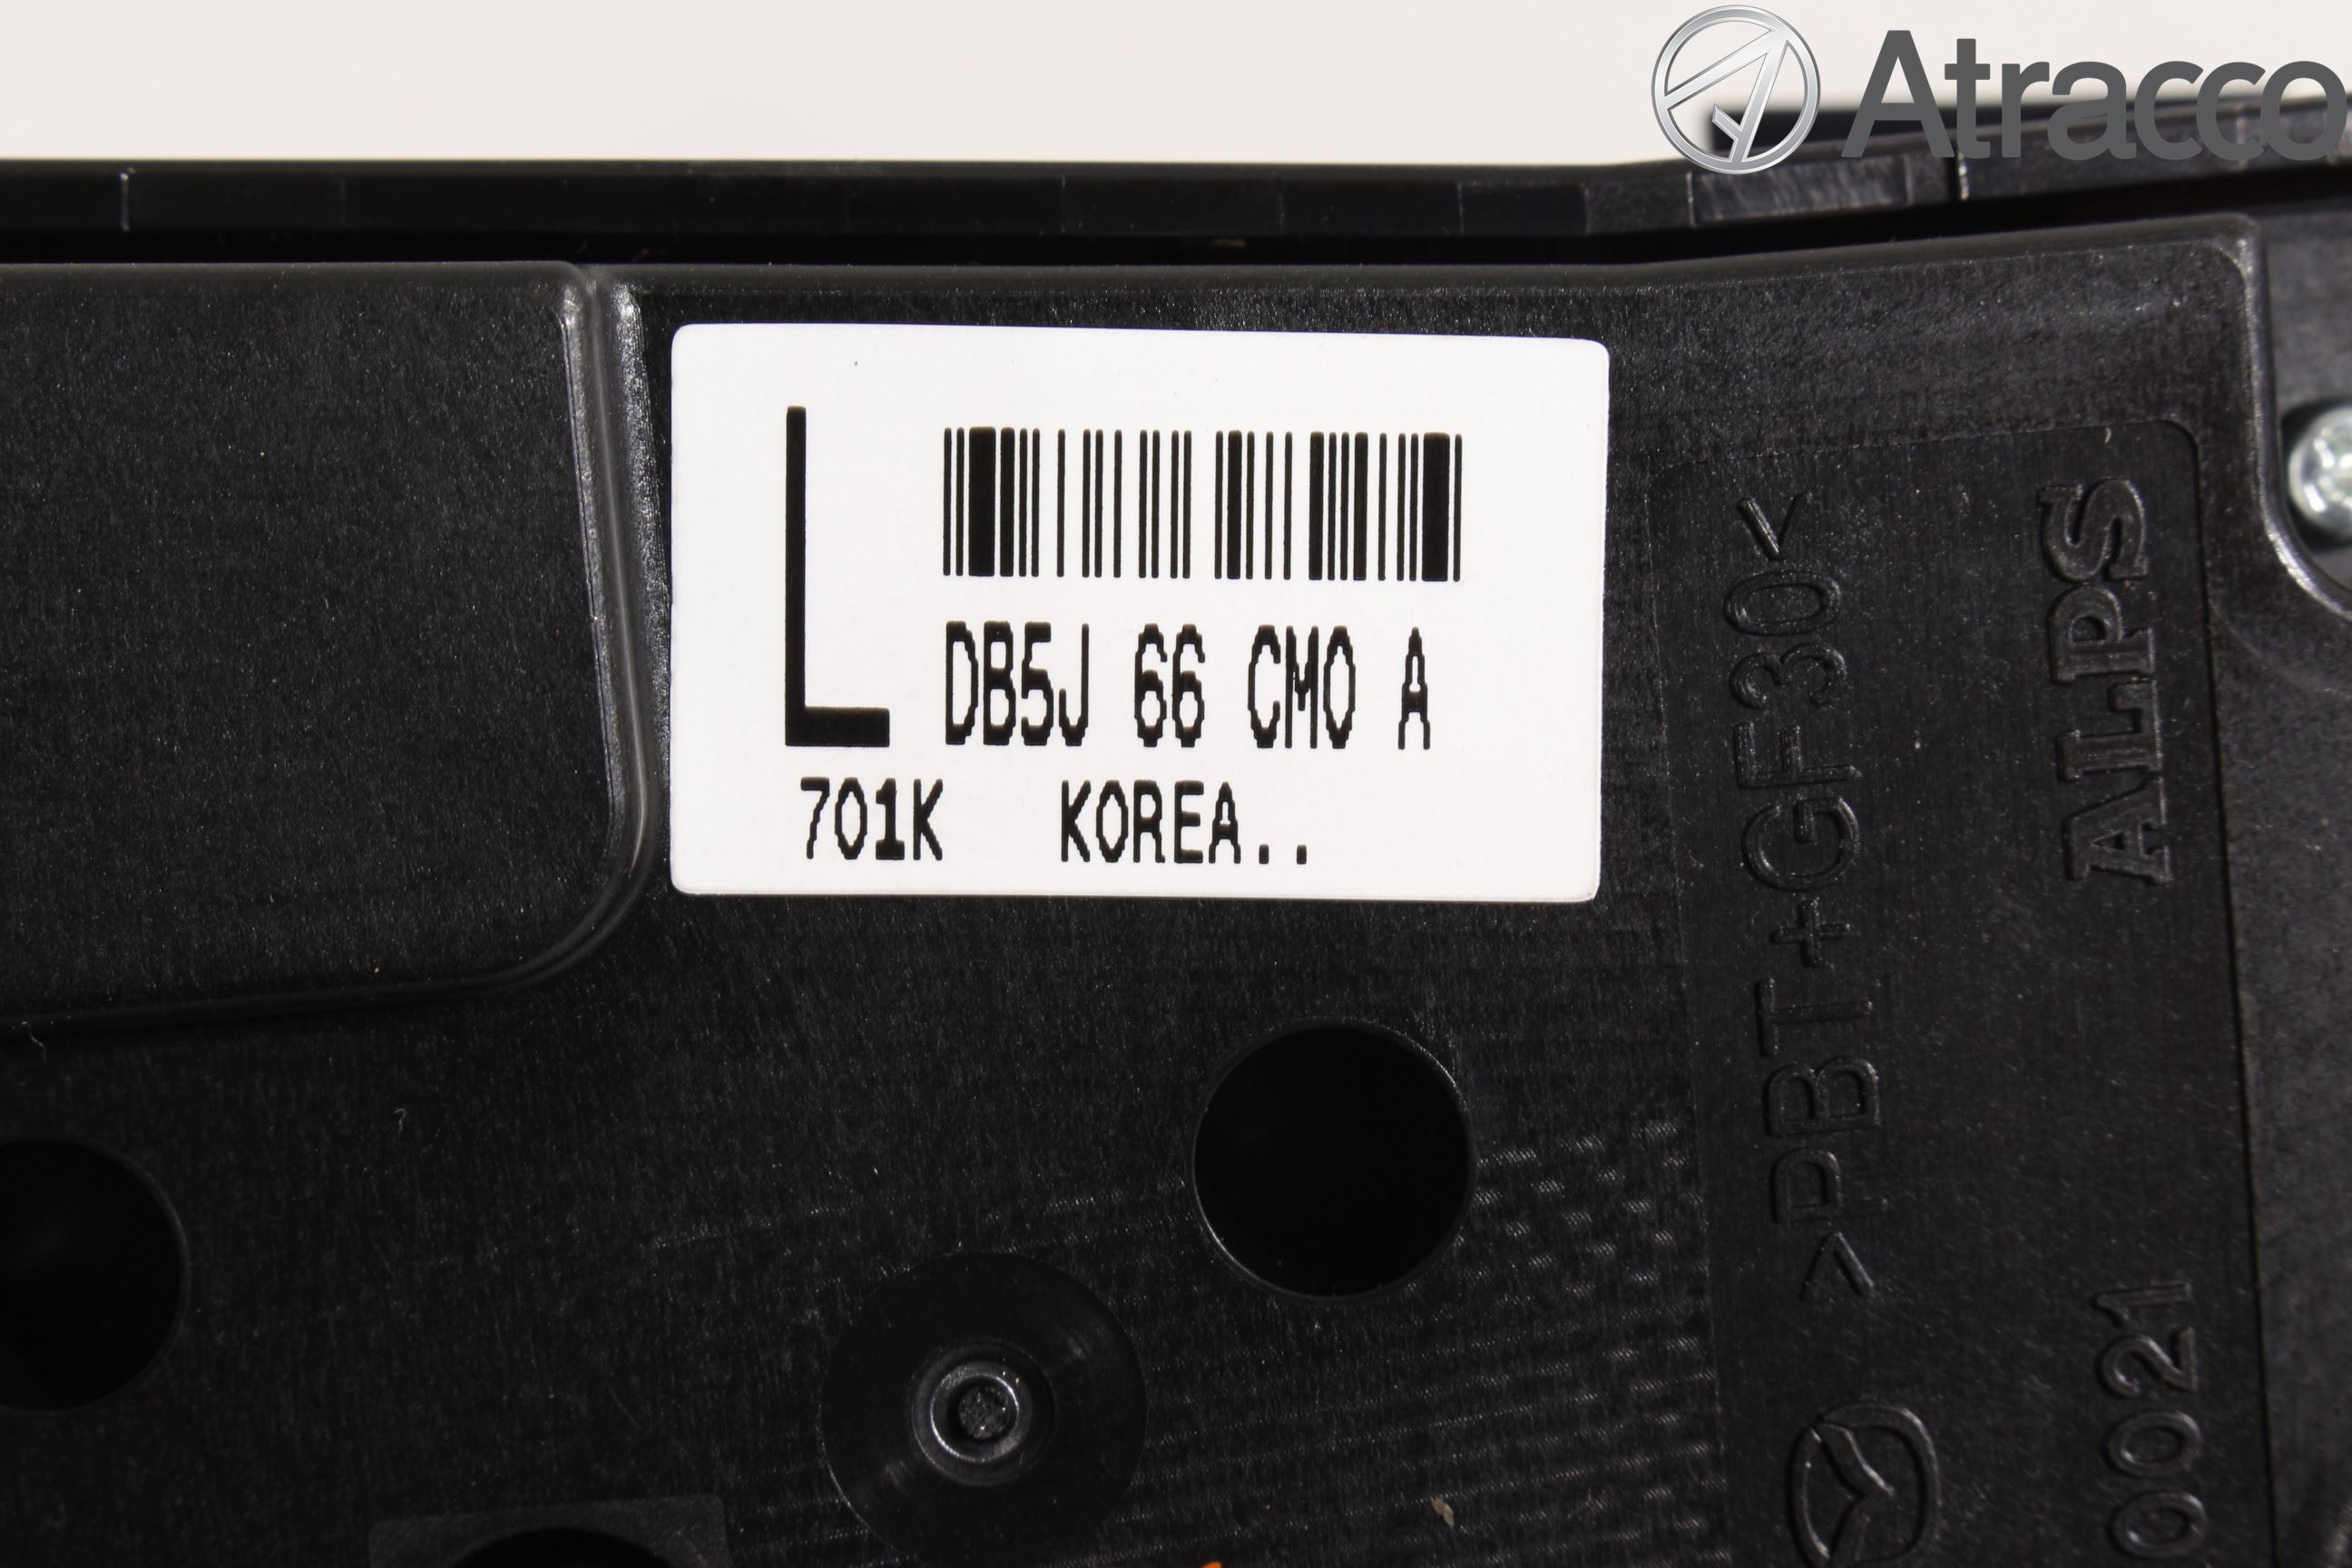 Atracco
L
DB5J 66 CM0 A
701K KOREA..
>PBT+GF30<
ALPS
0021